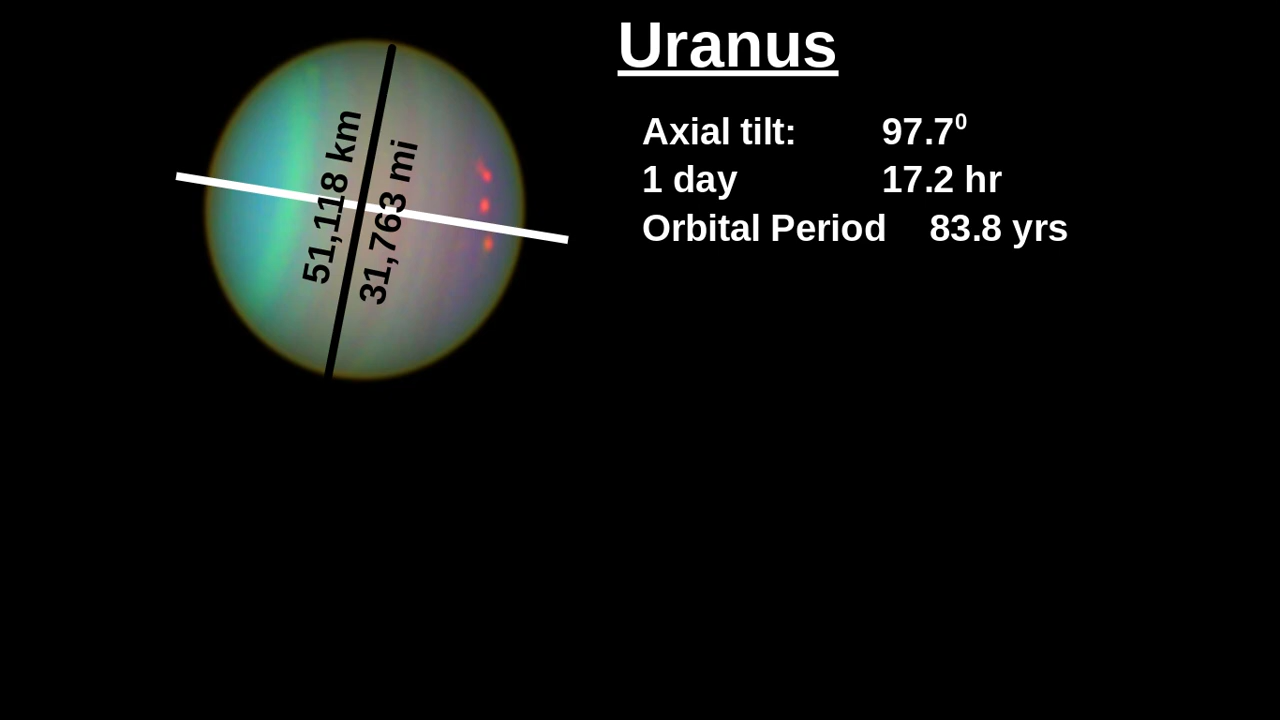 Uranus
51,118 km
31,763 mi
Axial tilt: 97.7⁰
1 day 17.2 hr
Orbital Period 83.8 yrs